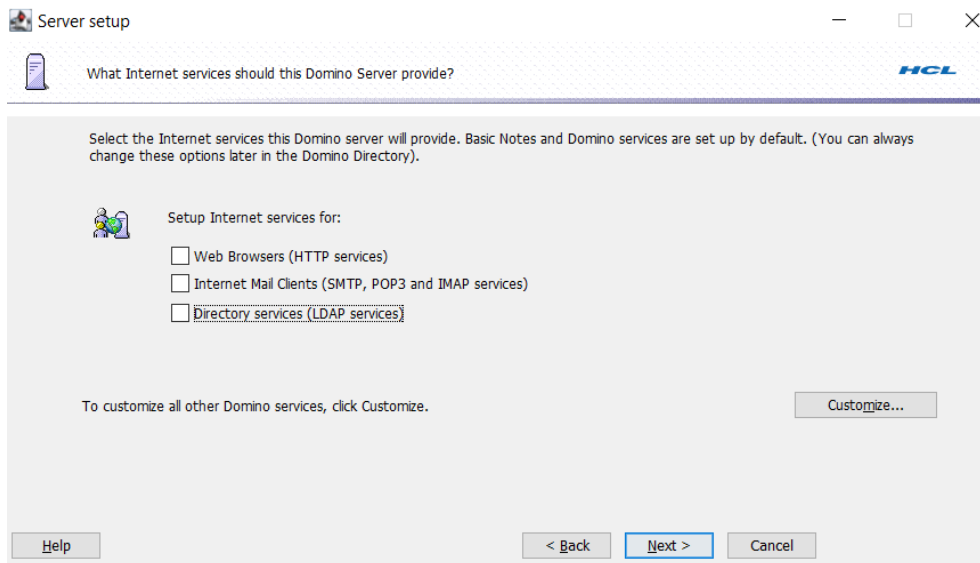 Server setup
What Internet services should this Domino Server provide?
HCL
Select the Internet services this Domino server will provide. Basic Notes and Domino services are set up by default. (You can always
change these options later in the Domino Directory).
Setup Internet services for:
Web Browsers (HTTP services)
Internet Mail Clients (SMTP, POP3 and IMAP services)
Directory services (LDAP services)
To customize all other Domino services, click Customize.
Customize...
Help
< Back
Next >
Cancel